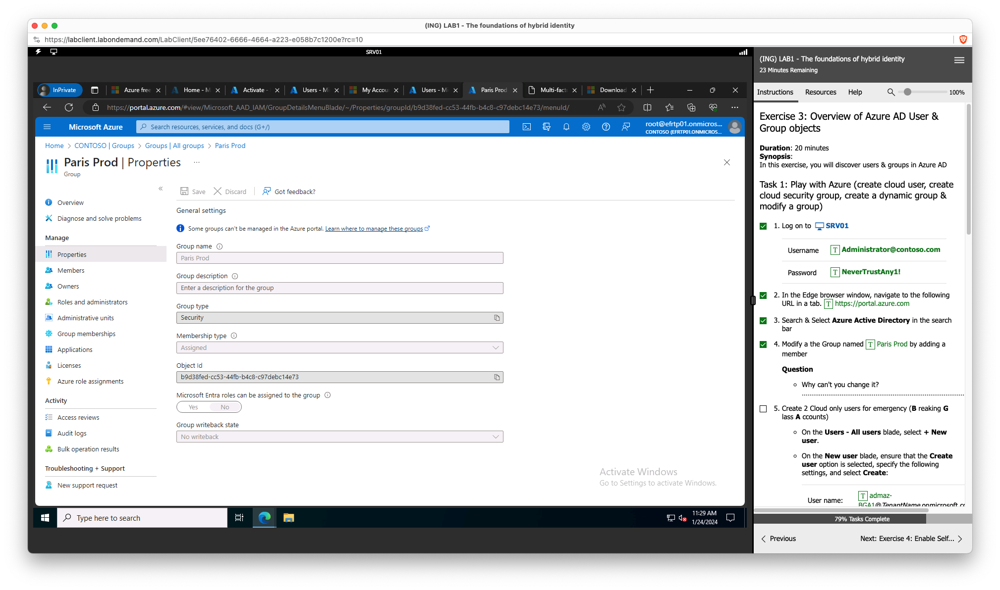 (ING) LAB1 - The foundations of hybrid identity
https://labclient.labondemand.com/LabClient/5ee76402-6666-4664-a223-e058b7c1200e?rc=10
SRV01
InPrivate
Azure free
Home - M
Activate -
Users - Mi
My Accou
Users - Mi
Paris Prod
Multi-fact
Download
https://portal.azure.com/#view/Microsoft_AAD_IAM/GroupDetailsMenuBlade/~/Properties/groupId/b9d38fed-cc53-44fb-b4c8-c97debc14e73/menuId/
Microsoft Azure
Search resources, services, and docs (G+/)
root@efrtp01.onmicros...
CONTOSO (EFRTP01.ONMICROS...
Home > CONTOSO | Groups > Groups | All groups > Paris Prod
Paris Prod | Properties ...
Group
Save
Discard
Got feedback?
Overview
Diagnose and solve problems
Manage
Properties
Members
Owners
Roles and administrators
Administrative units
Group memberships
Applications
Licenses
Azure role assignments
Activity
Access reviews
Audit logs
Bulk operation results
Troubleshooting + Support
New support request
General settings
Some groups can't be managed in the Azure portal. Learn where to manage these groups
Group name
Paris Prod
Group description
Enter a description for the group
Group type
Security
Membership type
Assigned
Object Id
b9d38fed-cc53-44fb-b4c8-c97debc14e73
Microsoft Entra roles can be assigned to the group
Yes No
Group writeback state
No writeback
Activate Windows
Go to Settings to activate Windows.
Type here to search
11:29 AM
1/24/2024
(ING) LAB1 - The foundations of hybrid identity
23 Minutes Remaining
Instructions Resources Help 100%
Exercise 3: Overview of Azure AD User &
Group objects
Duration: 20 minutes
Synopsis:
In this exercise, you will discover users & groups in Azure AD
Task 1: Play with Azure (create cloud user, create
cloud security group, create a dynamic group &
modify a group)
1. Log on to SRV01
Username T Administrator@contoso.com
Password T NeverTrustAny1!
2. In the Edge browser window, navigate to the following
URL in a tab. T https://portal.azure.com
3. Search & Select Azure Active Directory in the search
bar
4. Modify a the Group named T Paris Prod by adding a
member
Question
Why can't you change it?
5. Create 2 Cloud only users for emergency (B reaking G
lass A ccounts)
On the Users - All users blade, select + New
user.
On the New user blade, ensure that the Create
user option is selected, specify the following
settings, and select Create:
User name: T admaz-
BGA1@TenantName.onmicrosoft.co
79% Tasks Complete
Previous
Next: Exercise 4: Enable Self...